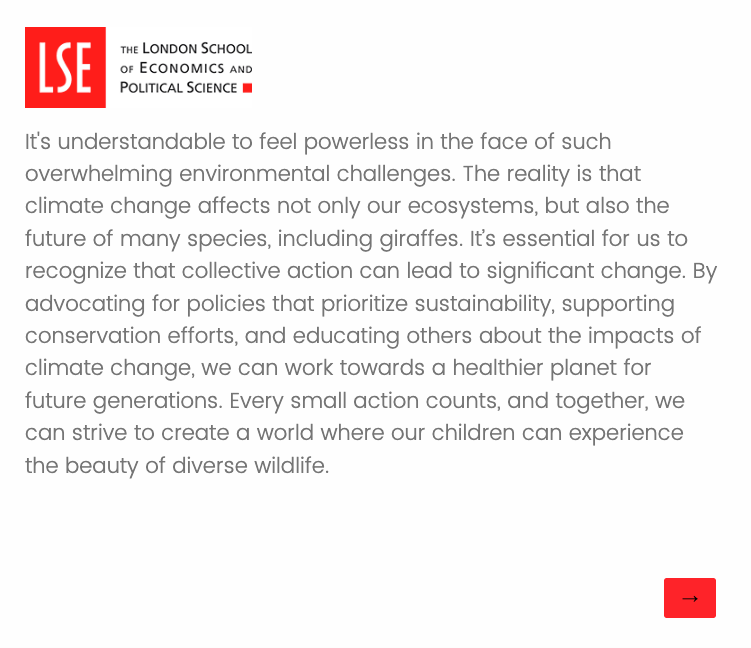 LSE
THE LONDON SCHOOL
OF ECONOMICS AND
POLITICAL SCIENCE
It's understandable to feel powerless in the face of such
overwhelming environmental challenges. The reality is that
climate change affects not only our ecosystems, but also the
future of many species, including giraffes. It’s essential for us to
recognize that collective action can lead to significant change. By
advocating for policies that prioritize sustainability, supporting
conservation efforts, and educating others about the impacts of
climate change, we can work towards a healthier planet for
future generations. Every small action counts, and together, we
can strive to create a world where our children can experience
the beauty of diverse wildlife.
→